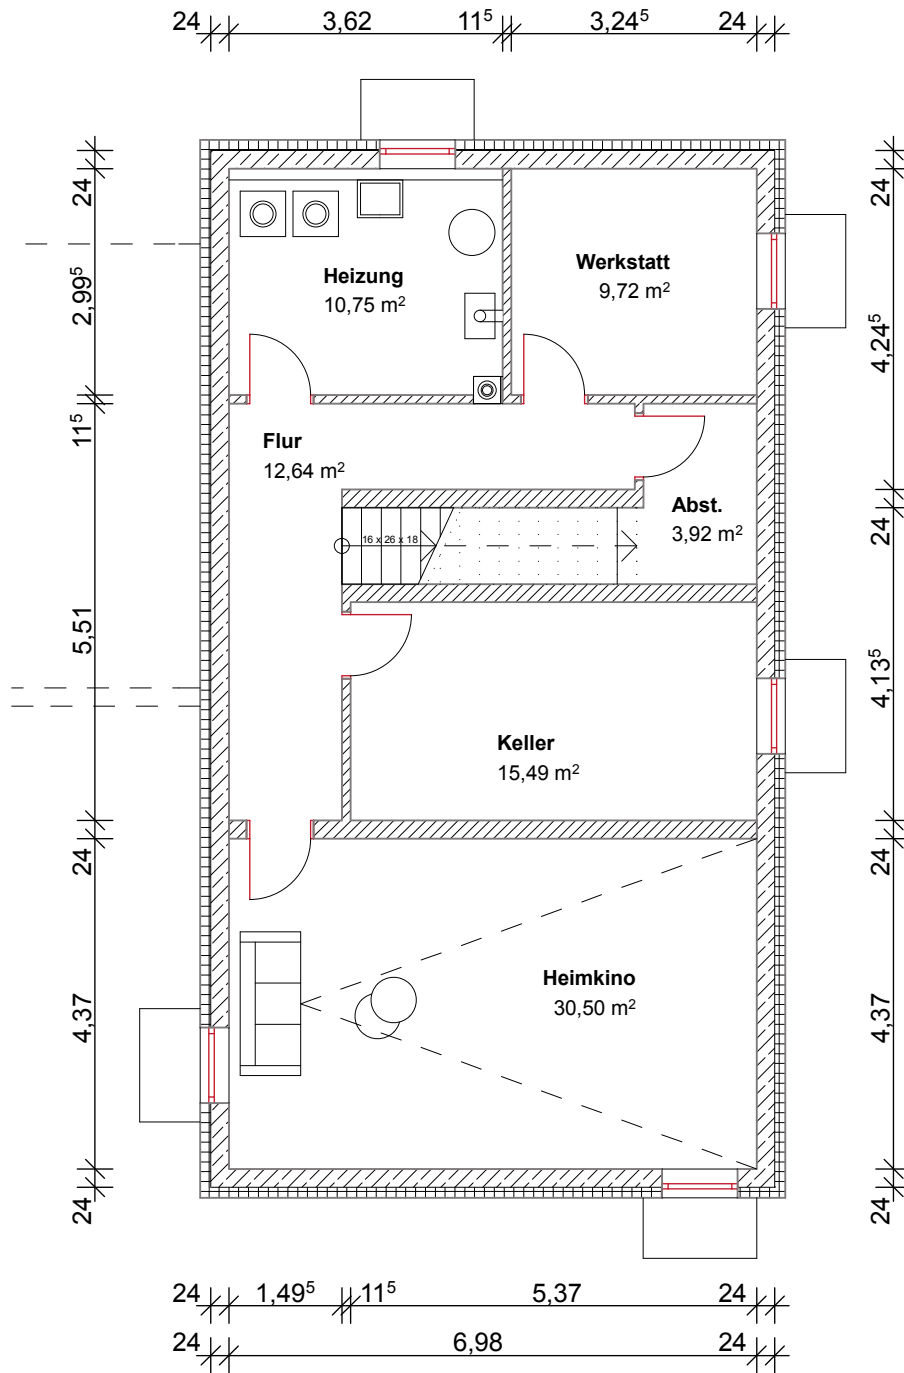 24 3,62 11⁵ 3,24⁵ 24
24
2,99⁵
11⁵
5,51
24
4,37
24
Heizung
10,75 m²
Werkstatt
9,72 m²
Flur
12,64 m²
Abst.
3,92 m²
16 x 26 x 18
Keller
15,49 m²
Heimkino
30,50 m²
24
4,24⁵
24
4,13⁵
24
4,37
24
24 1,49⁵ 11⁵ 5,37 24
24 6,98 24